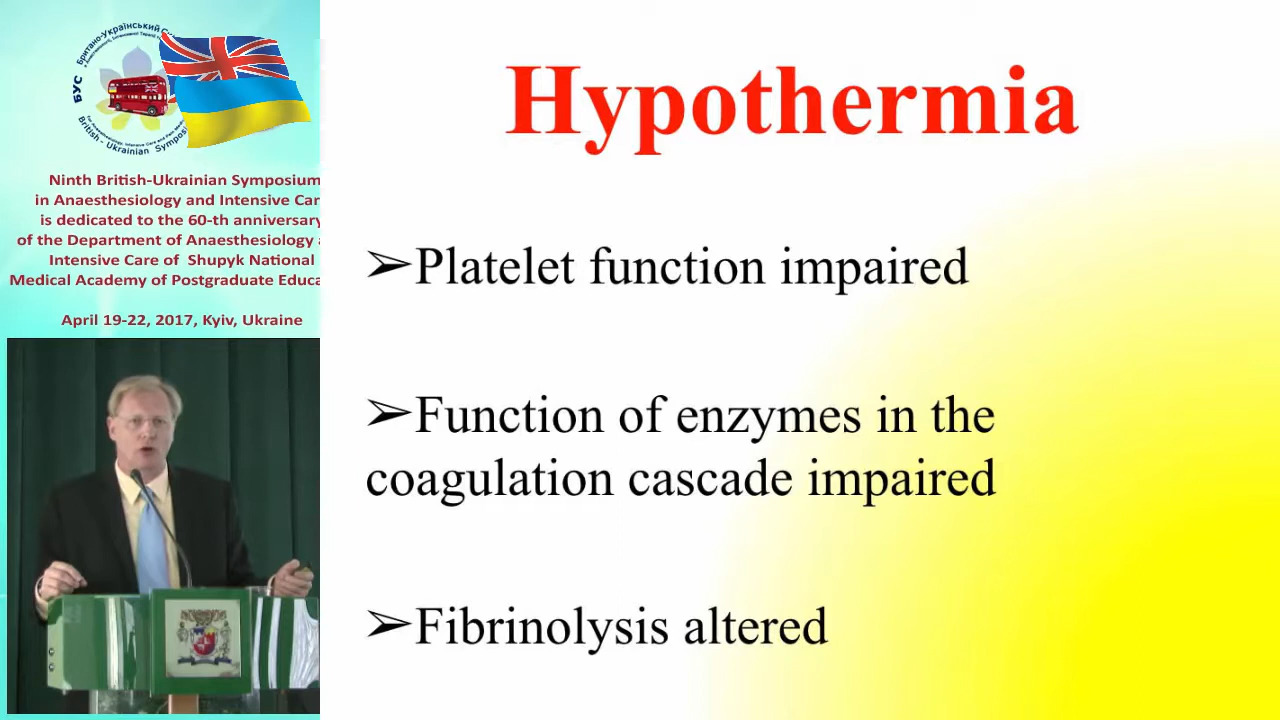 Британо-Український
БУС
British - Ukrainian Symposi
Ninth British-Ukrainian Symposium
in Anaesthesiology and Intensive Car
is dedicated to the 60-th anniversary
of the Department of Anaesthesiology
Intensive Care of Shupyk National
Medical Academy of Postgraduate Educa
April 19-22, 2017, Kyiv, Ukraine
Hypothermia
➢Platelet function impaired
➢Function of enzymes in the
coagulation cascade impaired
➢Fibrinolysis altered